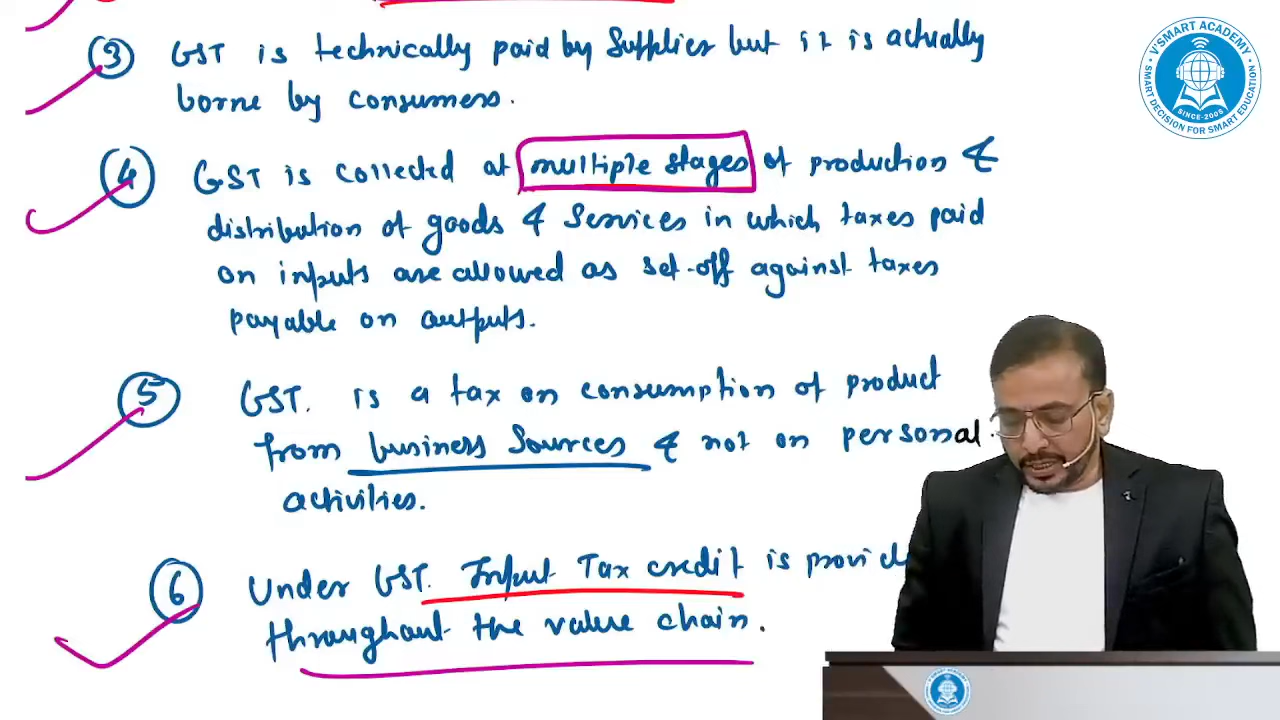 ③ GST is technically paid by Supplier but it is actually
borne by consumers.
④ GST is collected at multiple stages of production &
distribution of goods & Services in which taxes paid
on inputs are allowed as set-off against taxes
payable on outputs.
⑤ GST. is a tax on consumption of product
from business Sources & not on personal
activities.
⑥ Under GST. Input Tax credit is
throughout the value chain.
V'SMART ACADEMY
SMART DECISION FOR SMART EDUCATION
SINCE-2005